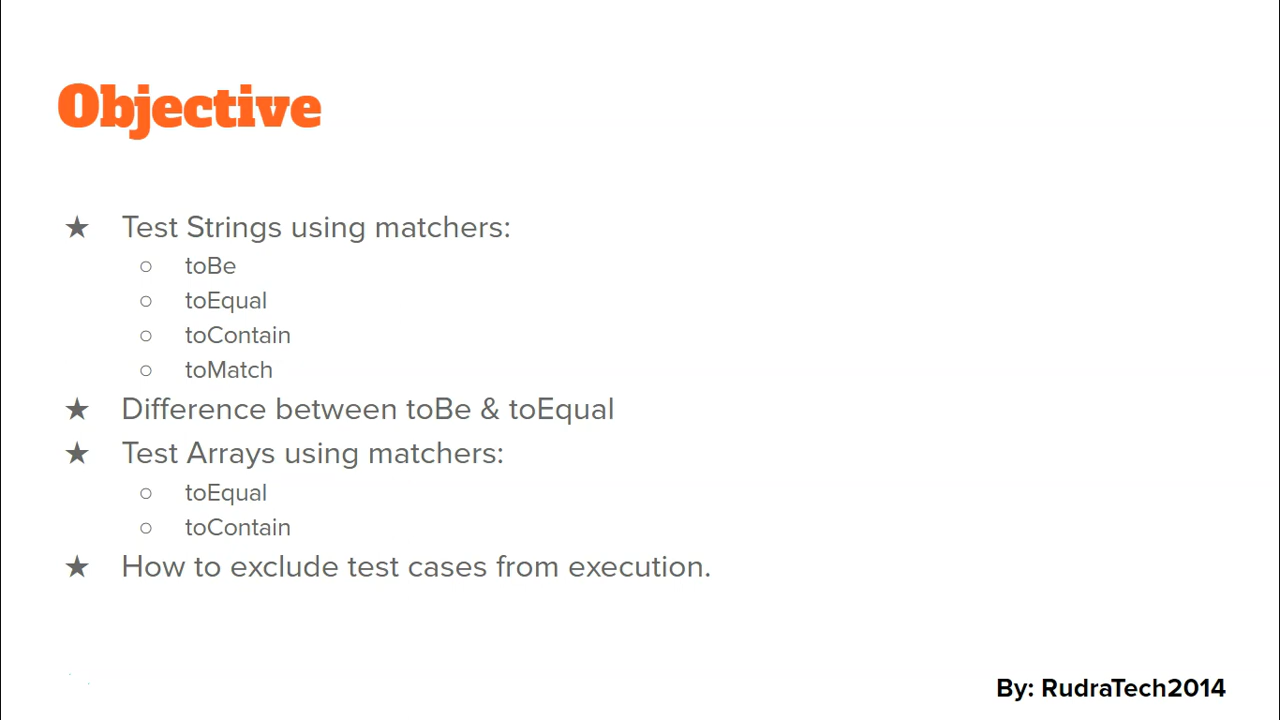 Objective
★ Test Strings using matchers:
○ toBe
○ toEqual
○ toContain
○ toMatch
★ Difference between toBe & toEqual
★ Test Arrays using matchers:
○ toEqual
○ toContain
★ How to exclude test cases from execution.
By: RudraTech2014